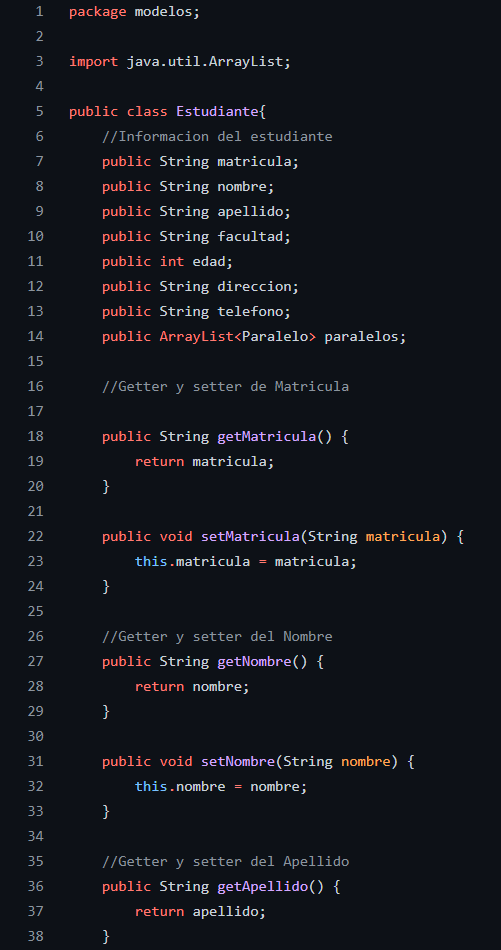 1 package modelos;
2
3 import java.util.ArrayList;
4
5 public class Estudiante{
6     //Informacion del estudiante
7     public String matricula;
8     public String nombre;
9     public String apellido;
10     public String facultad;
11     public int edad;
12     public String direccion;
13     public String telefono;
14     public ArrayList<Paralelo> paralelos;
15
16     //Getter y setter de Matricula
17
18     public String getMatricula() {
19         return matricula;
20     }
21
22     public void setMatricula(String matricula) {
23         this.matricula = matricula;
24     }
25
26     //Getter y setter del Nombre
27     public String getNombre() {
28         return nombre;
29     }
30
31     public void setNombre(String nombre) {
32         this.nombre = nombre;
33     }
34
35     //Getter y setter del Apellido
36     public String getApellido() {
37         return apellido;
38     }